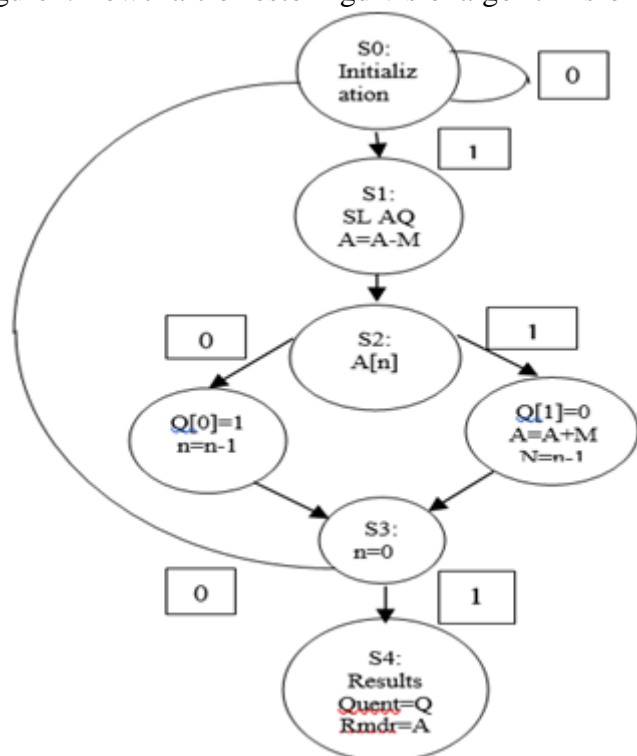 S0:
Initializ
ation
0
1
S1:
SL AQ
A=A-M
0
S2:
A[n]
1
Q[0]=1
n=n-1
Q[1]=0
A=A+M
N=n-1
S3:
n=0
0
1
S4:
Results
Quent=Q
Rmdr=A